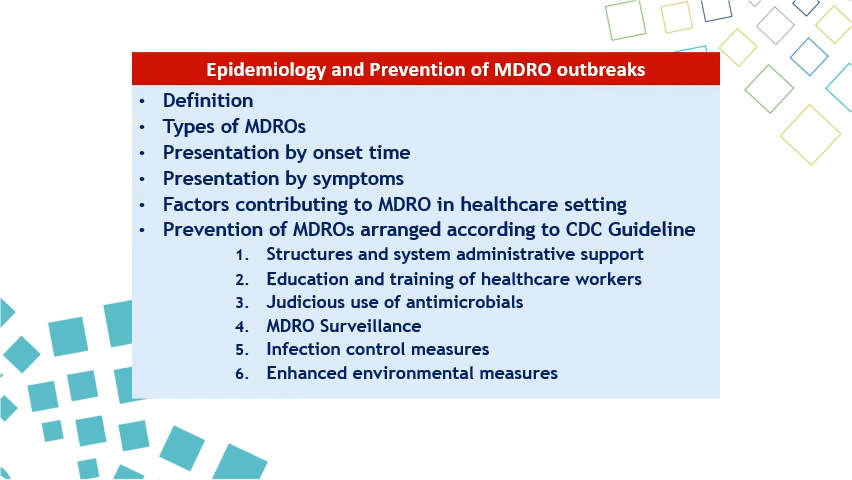 Epidemiology and Prevention of MDRO outbreaks
• Definition
• Types of MDROs
• Presentation by onset time
• Presentation by symptoms
• Factors contributing to MDRO in healthcare setting
• Prevention of MDROs arranged according to CDC Guideline
1. Structures and system administrative support
2. Education and training of healthcare workers
3. Judicious use of antimicrobials
4. MDRO Surveillance
5. Infection control measures
6. Enhanced environmental measures